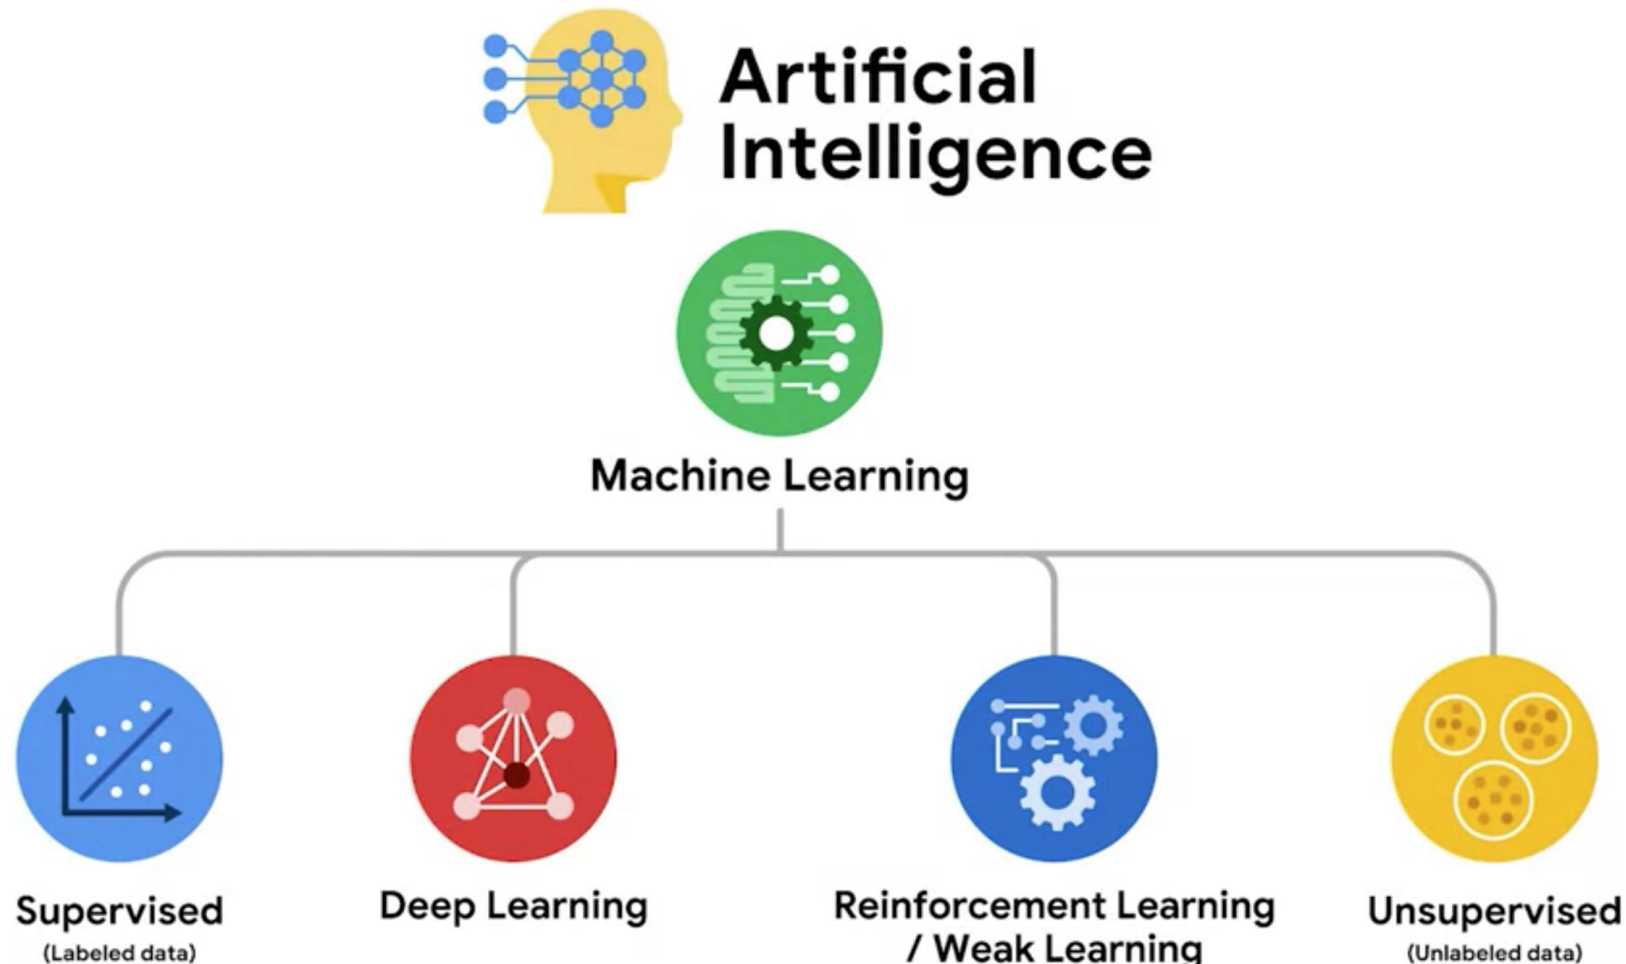 Artificial
Intelligence
Machine Learning
Supervised
(Labeled data)
Deep Learning
Reinforcement Learning
/ Weak Learning
Unsupervised
(Unlabeled data)